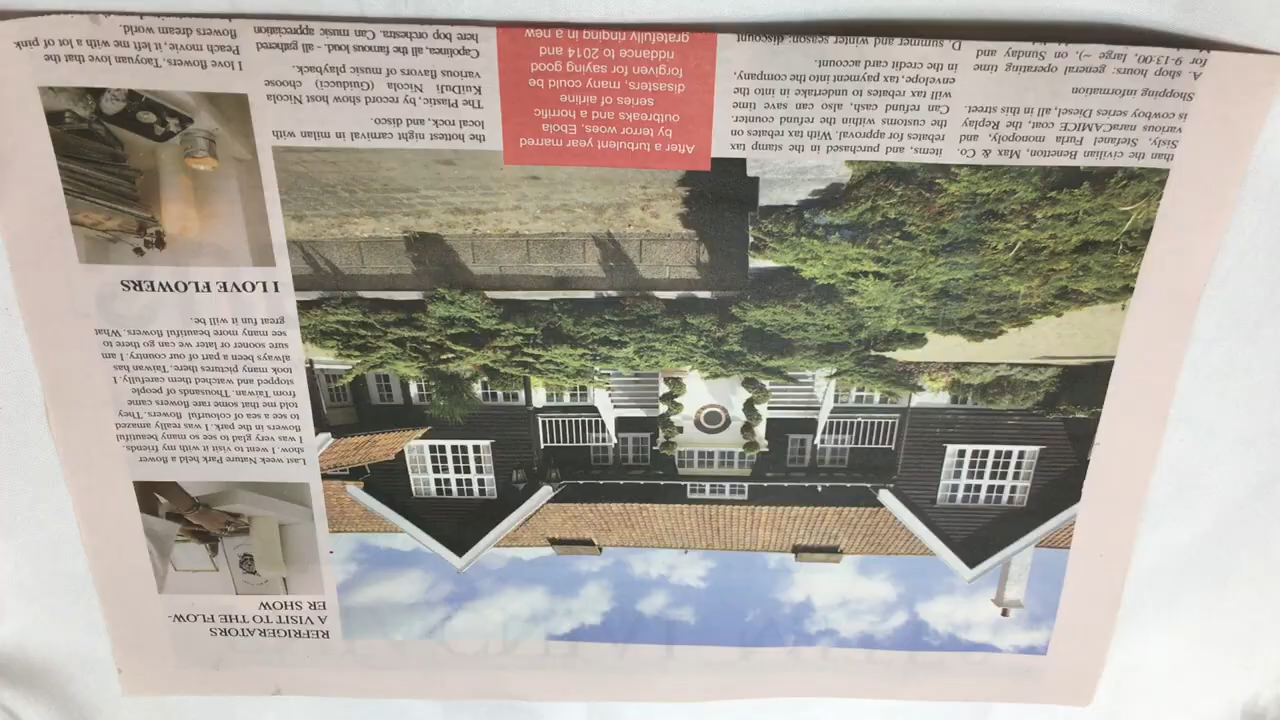 than the civilian Benetton, Max & Co.
Sisly, Stefanel Furla monopoly, and
various naraCAMICE coat, the Replay
is cowboy series Diesel, all in this street.
Shopping information
A. shop hours: general operating time
for 9-13:00, large ~), on Sunday and
items, and purchased in the stamp tax
rebates for approval. With tax rebates on
the customs within the refund counter.
Can refund cash, also can save time
will tax rebates to undertake in into the
envelope, tax payment into the company,
in the credit card account.
D. summer and winter season: discount
After a turbulent year marred
by terror woes, Ebola
outbreaks and a horrific
series of airline
disasters, many could be
forgiven for saying good
riddance to 2014 and
gratefully ringing in a new
the hottest night carnival in milan with
local rock, and disco.
The Plastic, by record show host Nicola
KuilDiJ Nicola (Guiducci) choose
various flavors of music playback.
Capolinea, all the famous loud. - all gathered
here pop orchestra. Can music appreciation
REFRIGERATORS
A VISIT TO THE FLOW-
ER SHOW
Last week Nature Park held a flower
show. I went to visit it with my friends.
I was very glad to see so many beautiful
flowers in the park. I was really amazed
to see a sea of colourful flowers. They
told me that some rare flowers came
from Taiwan. Thousands of people
stopped and watched them carefully. I
took many pictures there. Taiwan has
always been a part of our country. I am
sure sooner or later we can go there to
see many more beautiful flowers. What
great fun it will be.
I LOVE FLOWERS
I love flowers, Taoyuan love that the
Peach movie, it left me with a lot of pink
flowers dream world.